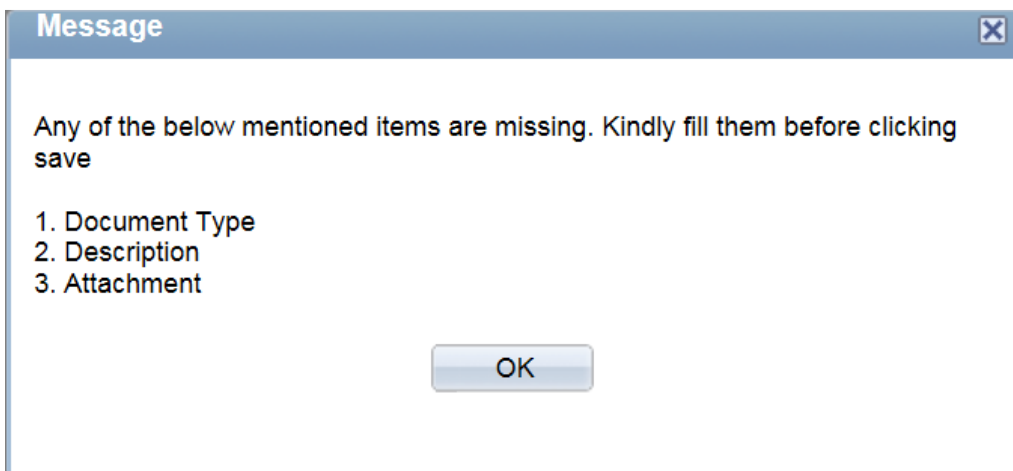 Message
Any of the below mentioned items are missing. Kindly fill them before clicking
save
1. Document Type
2. Description
3. Attachment
OK